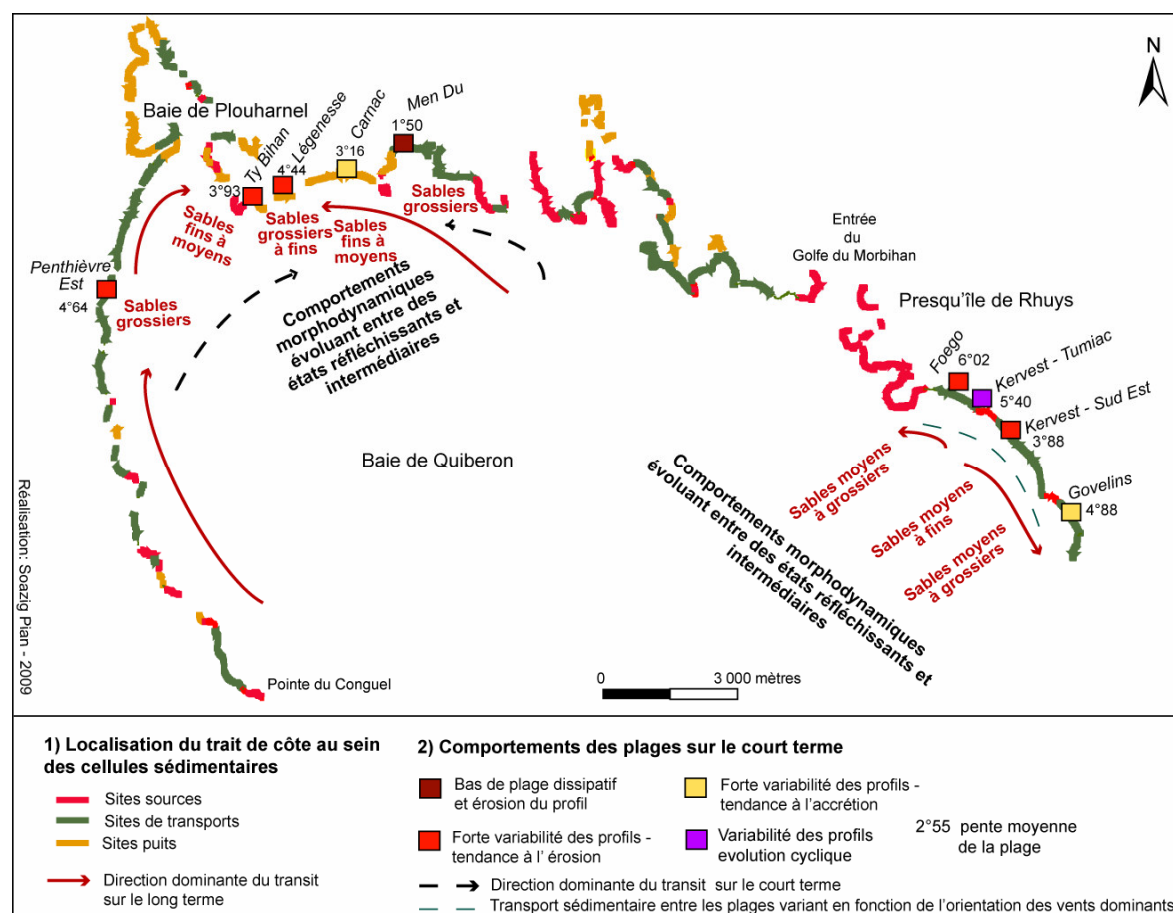 N
Baie de Plouharnel
Ty Bihan
3°93
Légenesse
4°44
Carnac
3°16
Men Du
1°50
Sables
fins à
moyens
Sables
grossiers
à fins
Sables
fins à
moyens
Sables
grossiers
Penthièvre
Est
4°64
Sables
grossiers
Comportements
morphodynamiques
évoluant entre des
états réfléchissants et
intermédiaires
Baie de Quiberon
Entrée
du
Golfe du Morbihan
Presqu'île de Rhuys
Foego
6°02
Kervest - Tumiac
5°40
Kervest - Sud Est
3°88
Govelins
4°88
Sables moyens
à grossiers
Sables moyens
à fins
Sables moyens
à grossiers
Comportements morphodynamiques
évoluant entre des états réfléchissants et
intermédiaires
Pointe du Conguel
0 3 000 mètres
Réalisation: Soazig Pian - 2009
1) Localisation du trait de côte au sein
des cellules sédimentaires
Sites sources
Sites de transports
Sites puits
Direction dominante du transit
sur le long terme
2) Comportements des plages sur le court terme
Bas de plage dissipatif
et érosion du profil
Forte variabilité des profils -
tendance à l' érosion
Forte variabilité des profils -
tendance à l'accrétion
Variabilité des profils
evolution cyclique
2°55 pente moyenne
de la plage
Direction dominante du transit sur le court terme
Transport sédimentaire entre les plages variant en fonction de l'orientation des vents dominants